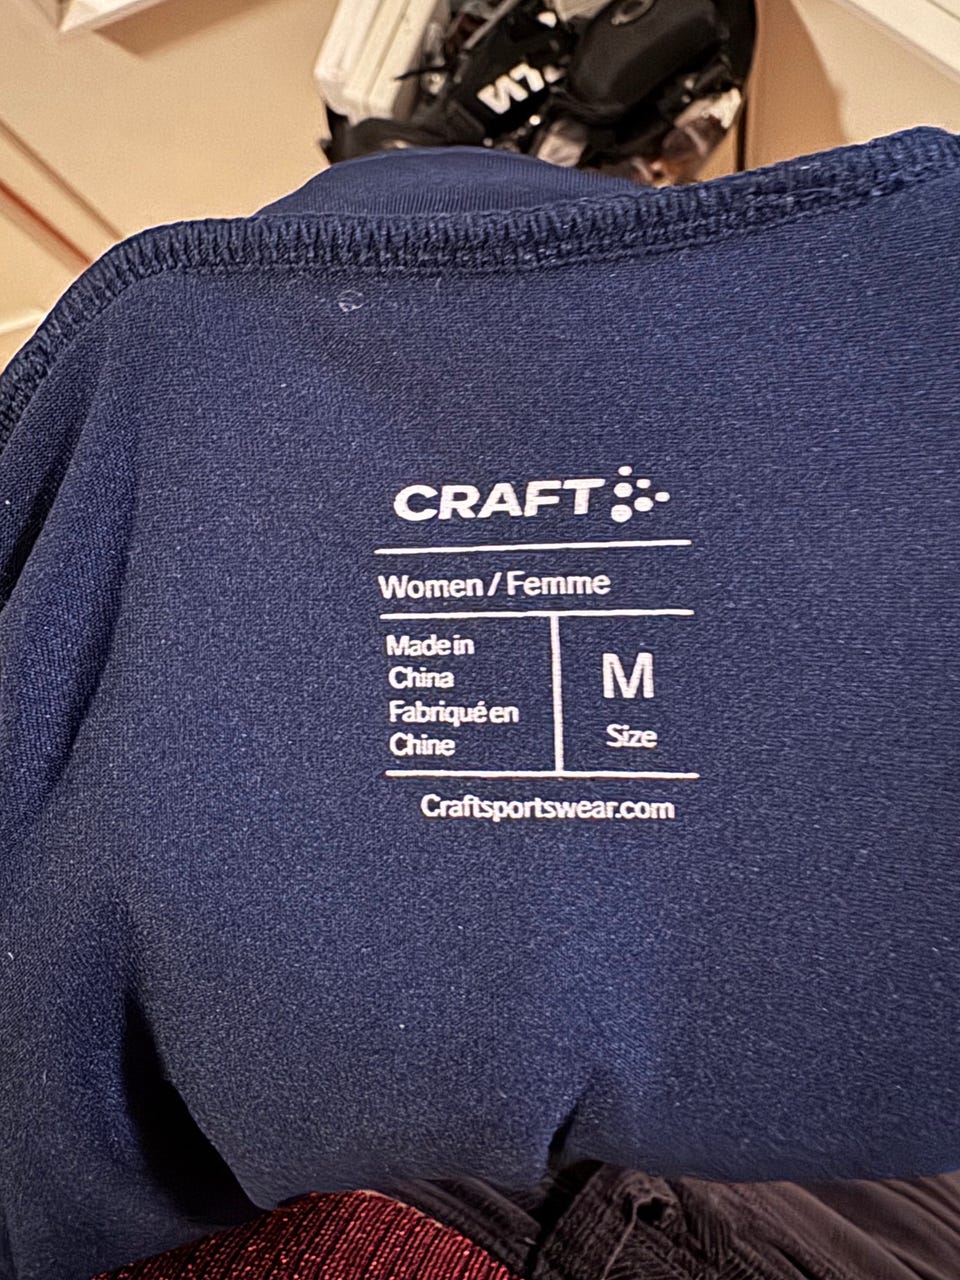 CRAFT
Women / Femme
Made in
China
Fabriqué en
Chine
M
Size
Craftsportswear.com